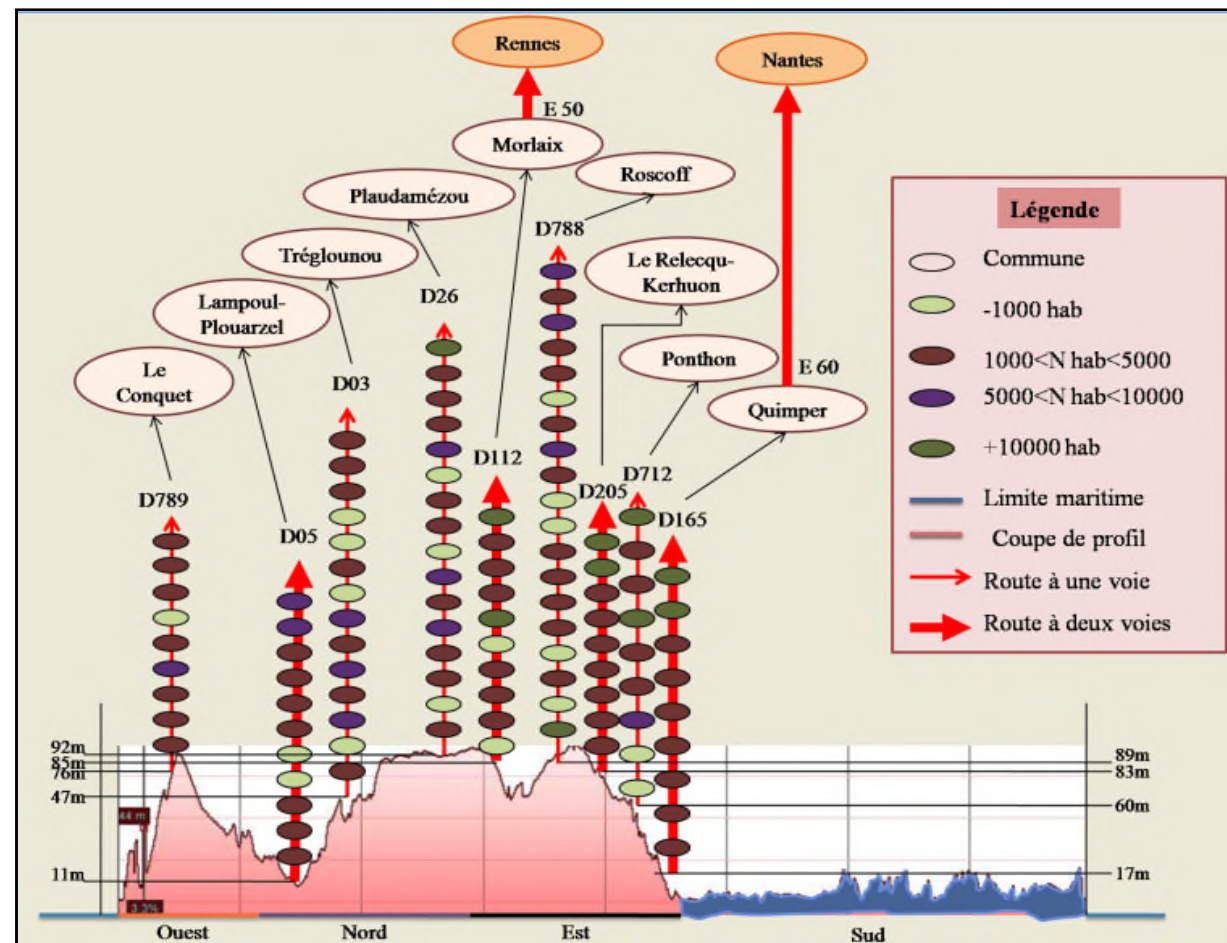 Rennes
Nantes
E 50
Morlaix
Roscoff
Plaudamézou
Légende
D788
Commune
Tréglounou
Le Relecqu-
Kerhuon
-1000 hab
D26
Lampoul-
Plouarzel
1000<N hab<5000
Ponthon
E 60
Le
Conquet
D03
5000<N hab<10000
Quimper
+10000 hab
D112
D712
D789
D205
Limite maritime
D165
D05
Coupe de profil
Route à une voie
Route à deux voies
92m
89m
85m
83m
76m
47m
60m
44 m
11m
17m
3.3%
Ouest
Nord
Est
Sud